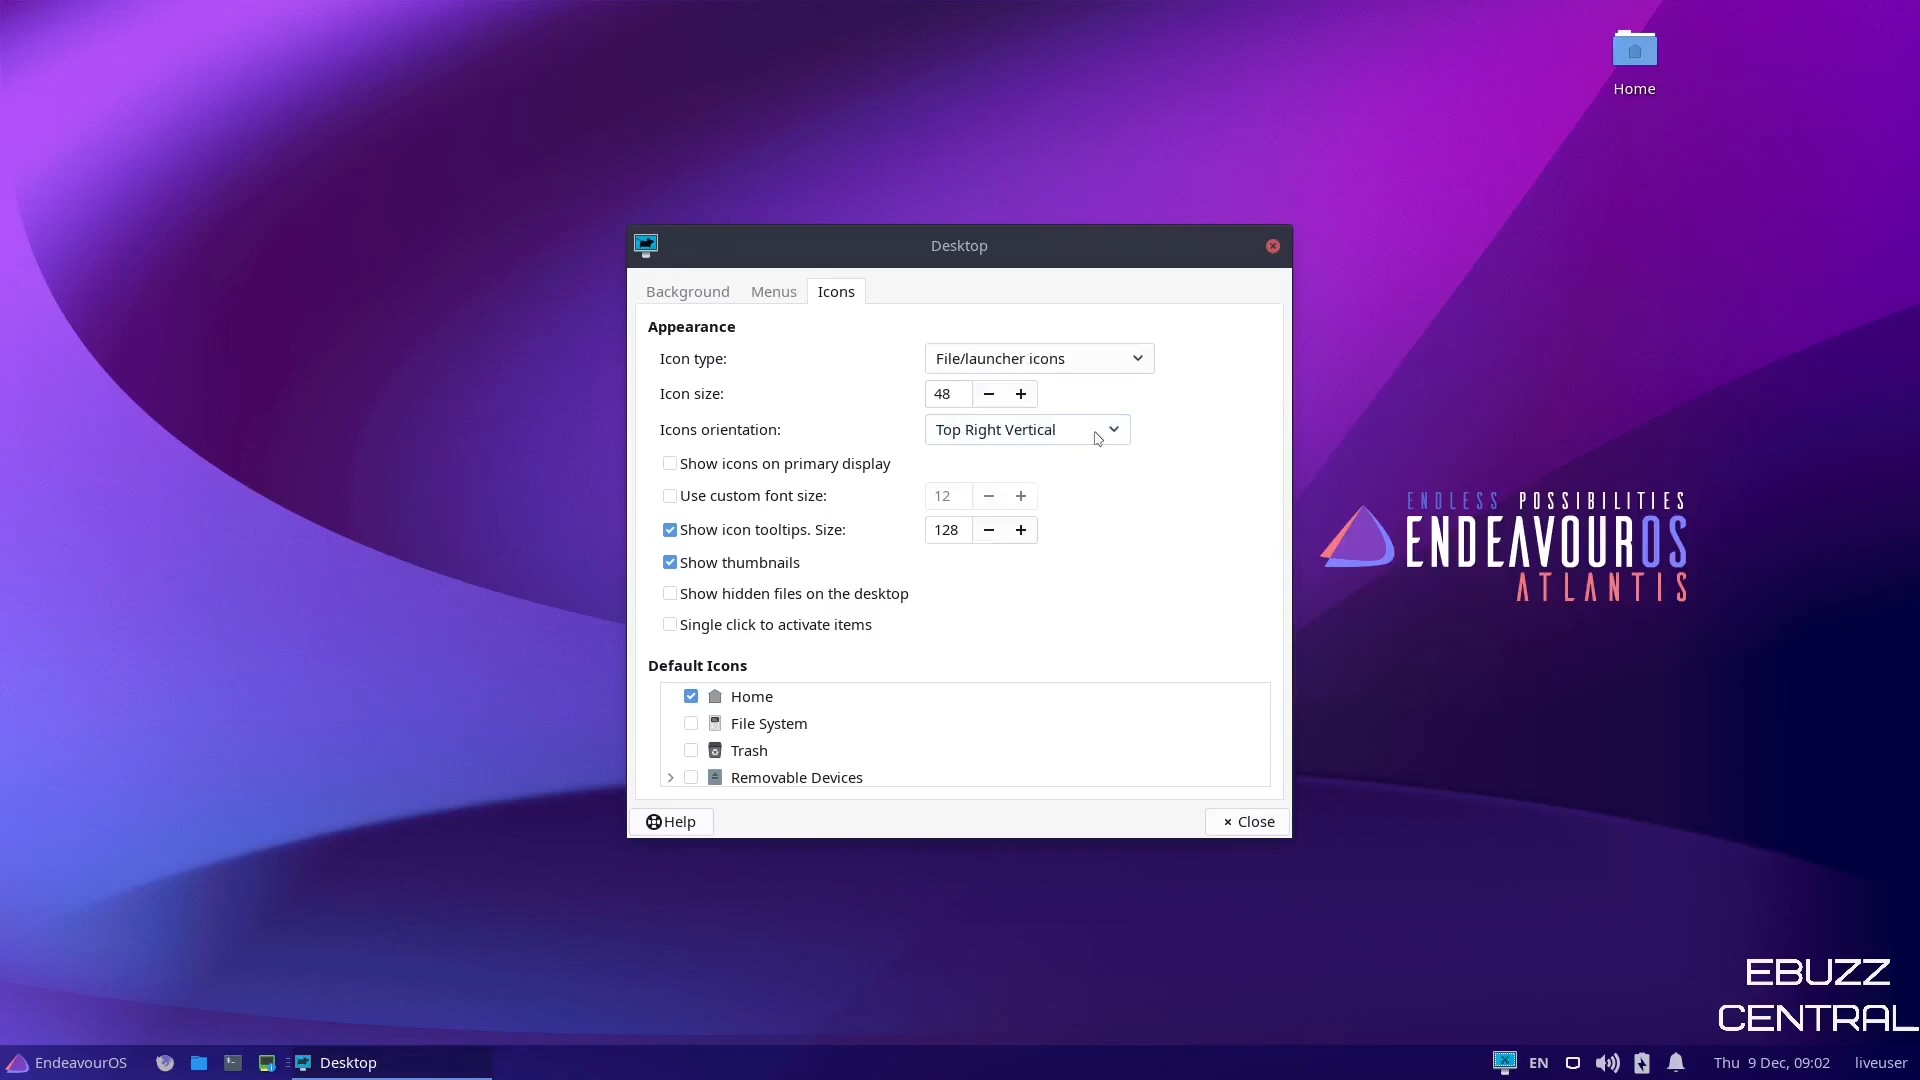 Home
Desktop
Background Menus Icons
Appearance
Icon type: File/launcher icons
Icon size: 48
Icons orientation: Top Right Vertical
Show icons on primary display
Use custom font size: 12
Show icon tooltips. Size: 128
Show thumbnails
Show hidden files on the desktop
Single click to activate items
Default Icons
Home
File System
Trash
Removable Devices
Help Close
ENDLESS POSSIBILITIES
ENDEAVOUROS
ATLANTIS
EBUZZ
CENTRAL
EndeavourOS Desktop EN Thu 9 Dec, 09:02 liveuser